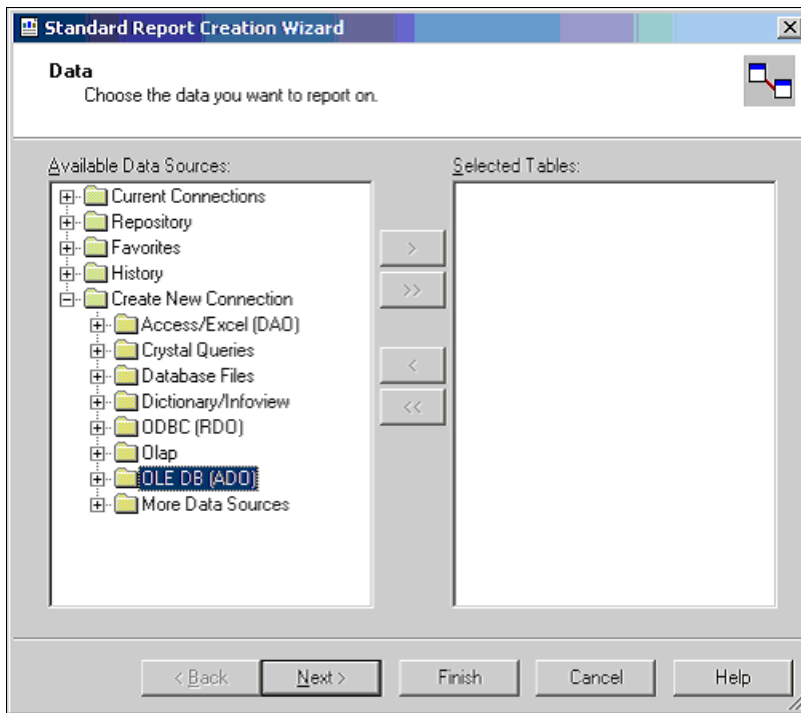 Standard Report Creation Wizard
Data
Choose the data you want to report on.
Available Data Sources:
Selected Tables:
Current Connections
Repository
Favorites
History
Create New Connection
Access/Excel (DAO)
Crystal Queries
Database Files
Dictionary/Infoview
ODBC (RDO)
Olap
OLE DB (ADO)
More Data Sources
>
>>
<
<<
< Back
Next >
Finish
Cancel
Help